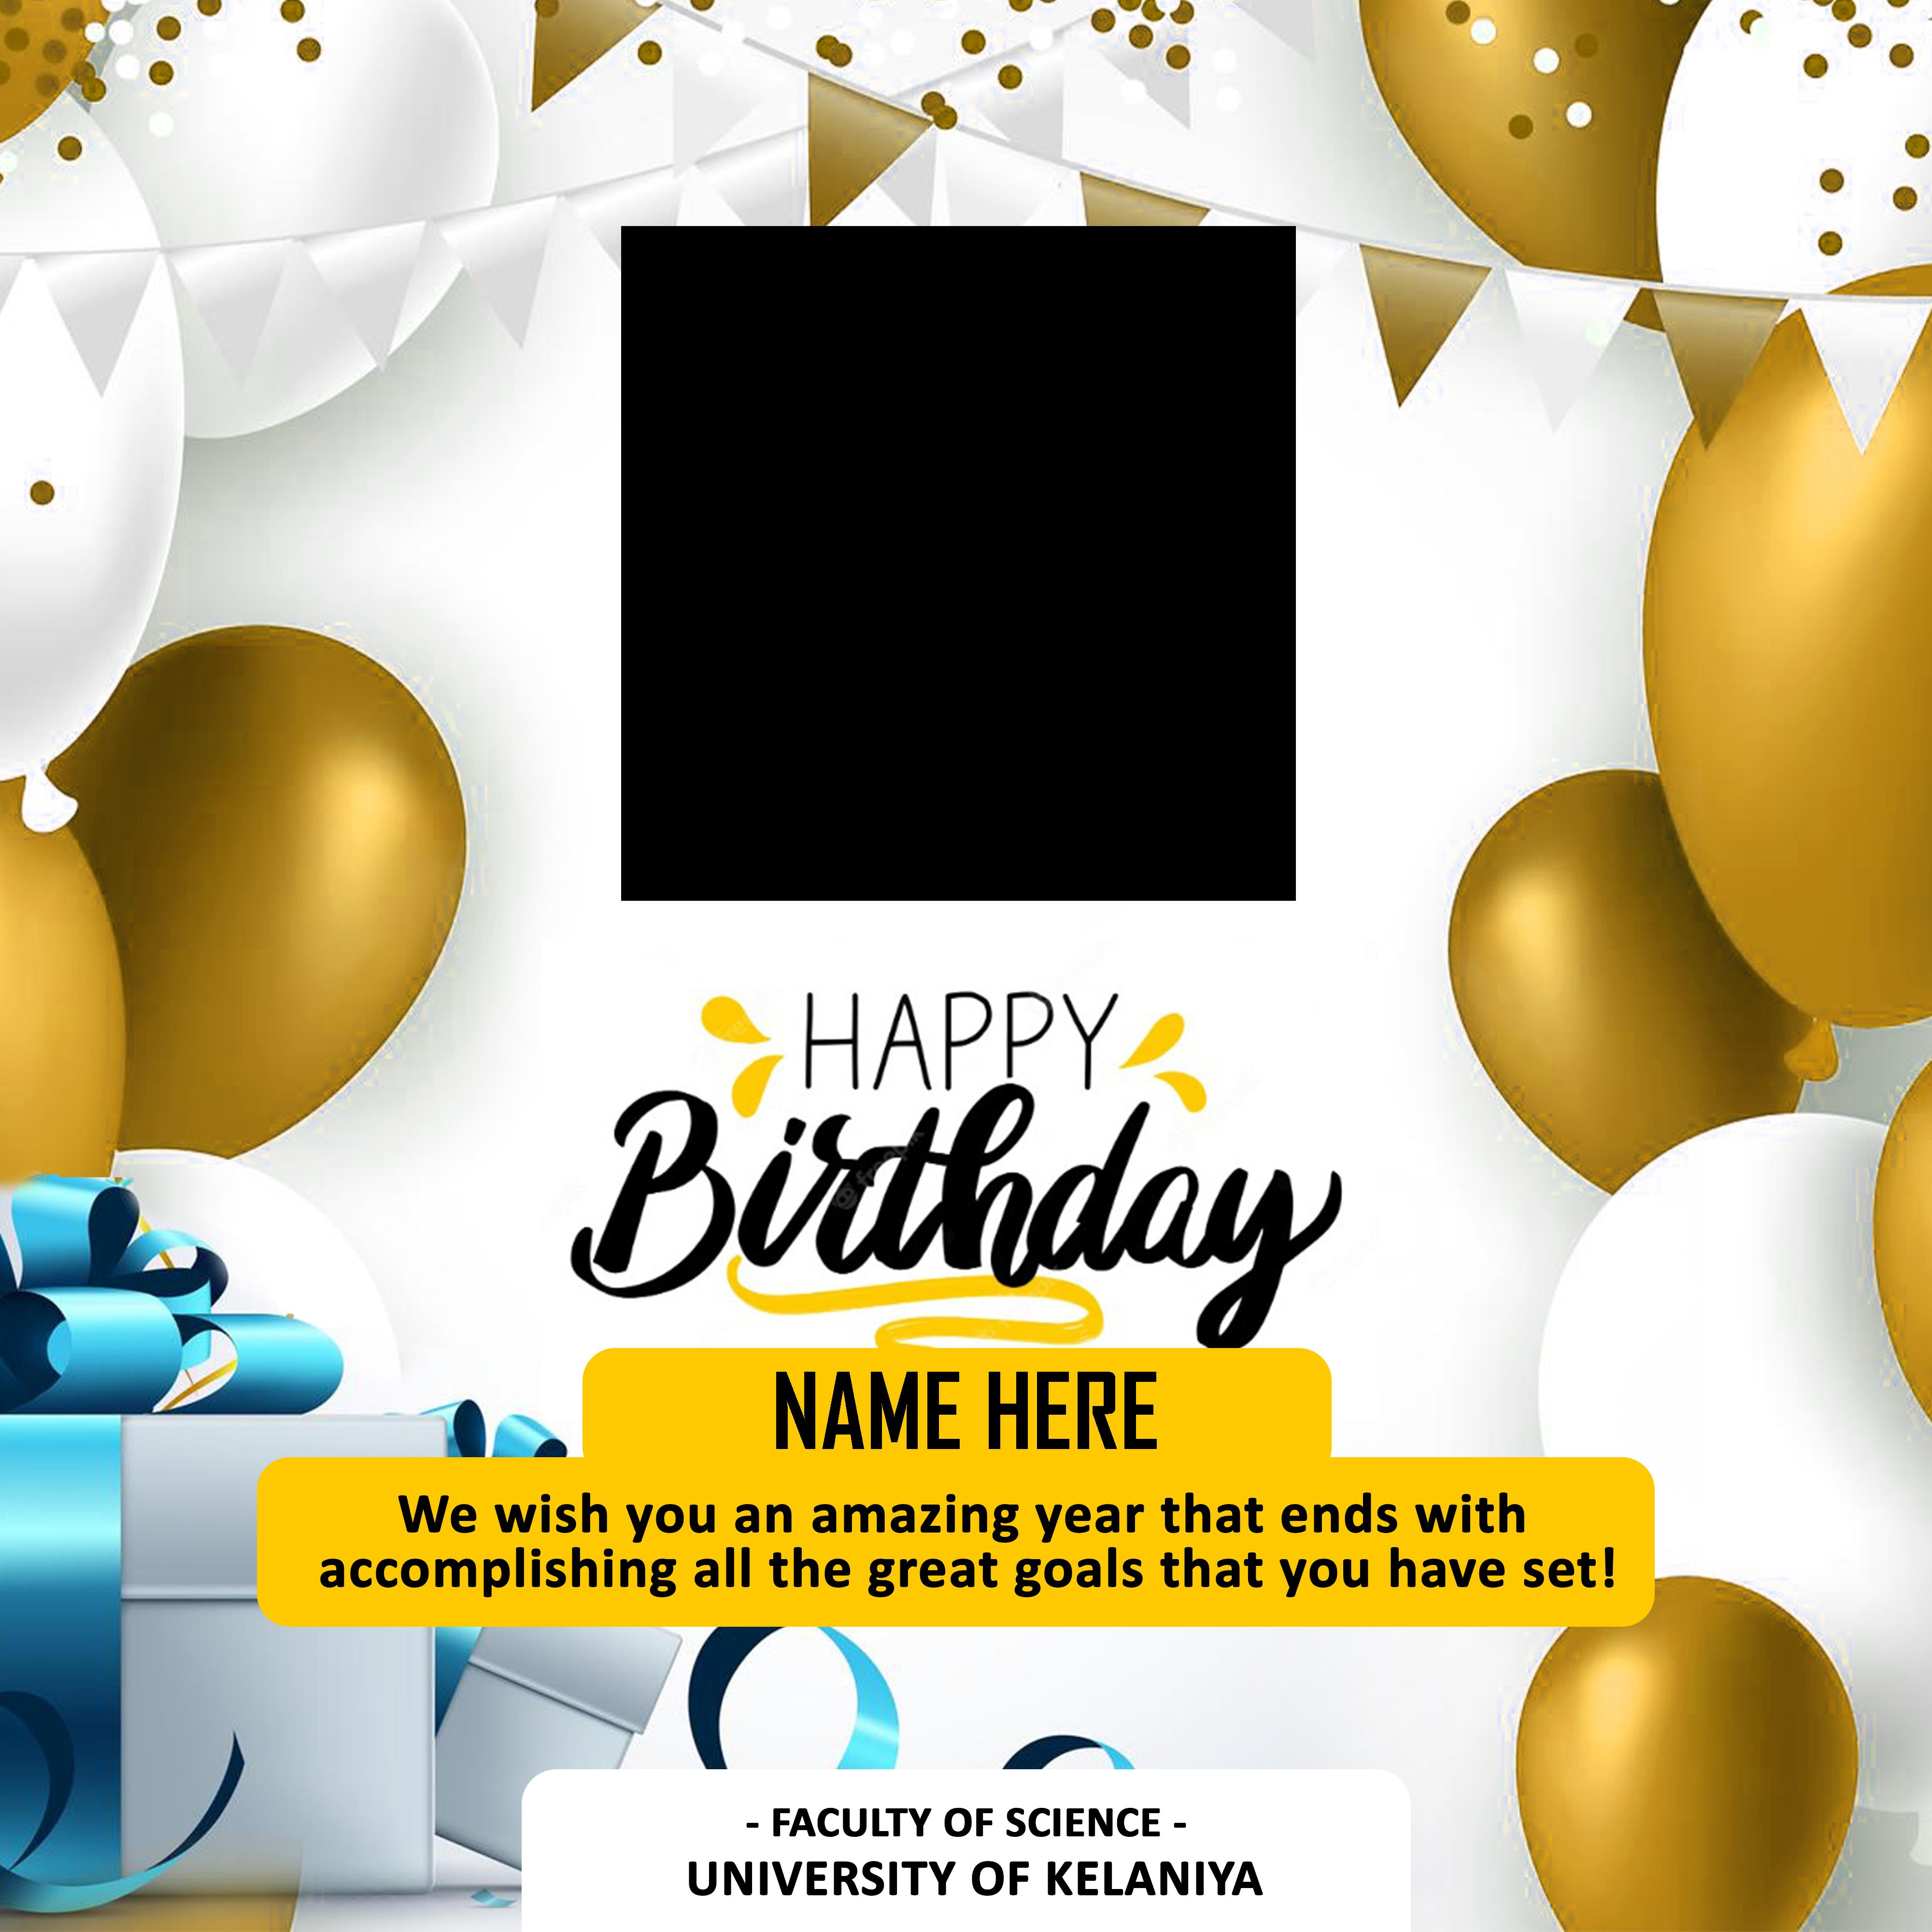 HAPPY
Birthday
NAME HERE
We wish you an amazing year that ends with
accomplishing all the great goals that you have set!
- FACULTY OF SCIENCE -
UNIVERSITY OF KELANIYA